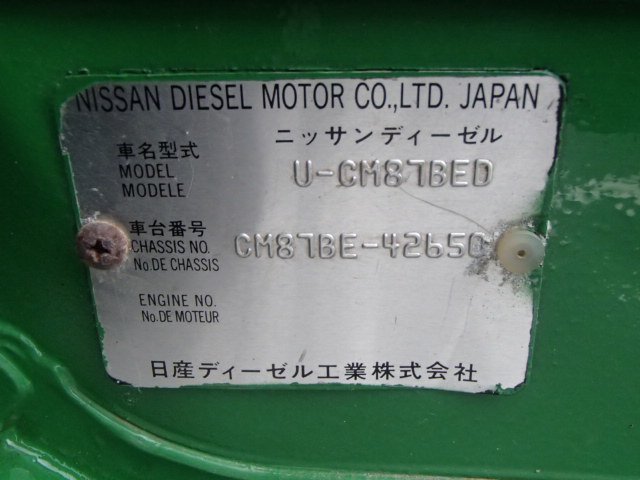 NISSAN DIESEL MOTOR CO.,LTD. JAPAN
ニッサンディーゼル
車名型式
MODEL
MODELE
U-CM87BED
車台番号
CHASSIS NO.
No.DE CHASSIS
CM87BE-42650
ENGINE NO.
No.DE MOTEUR
日産ディーゼル工業株式会社